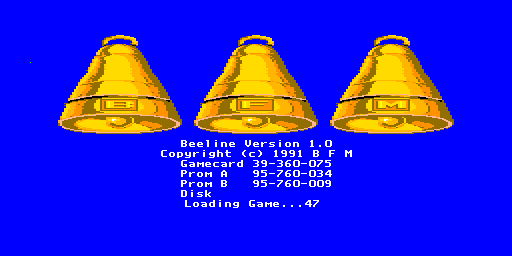 B F M
Beeline Version 1.0
Copyright (c) 1991 B F M
Gamecard 39-360-075
Prom A 95-760-034
Prom B 95-760-009
Disk
Loading Game...47